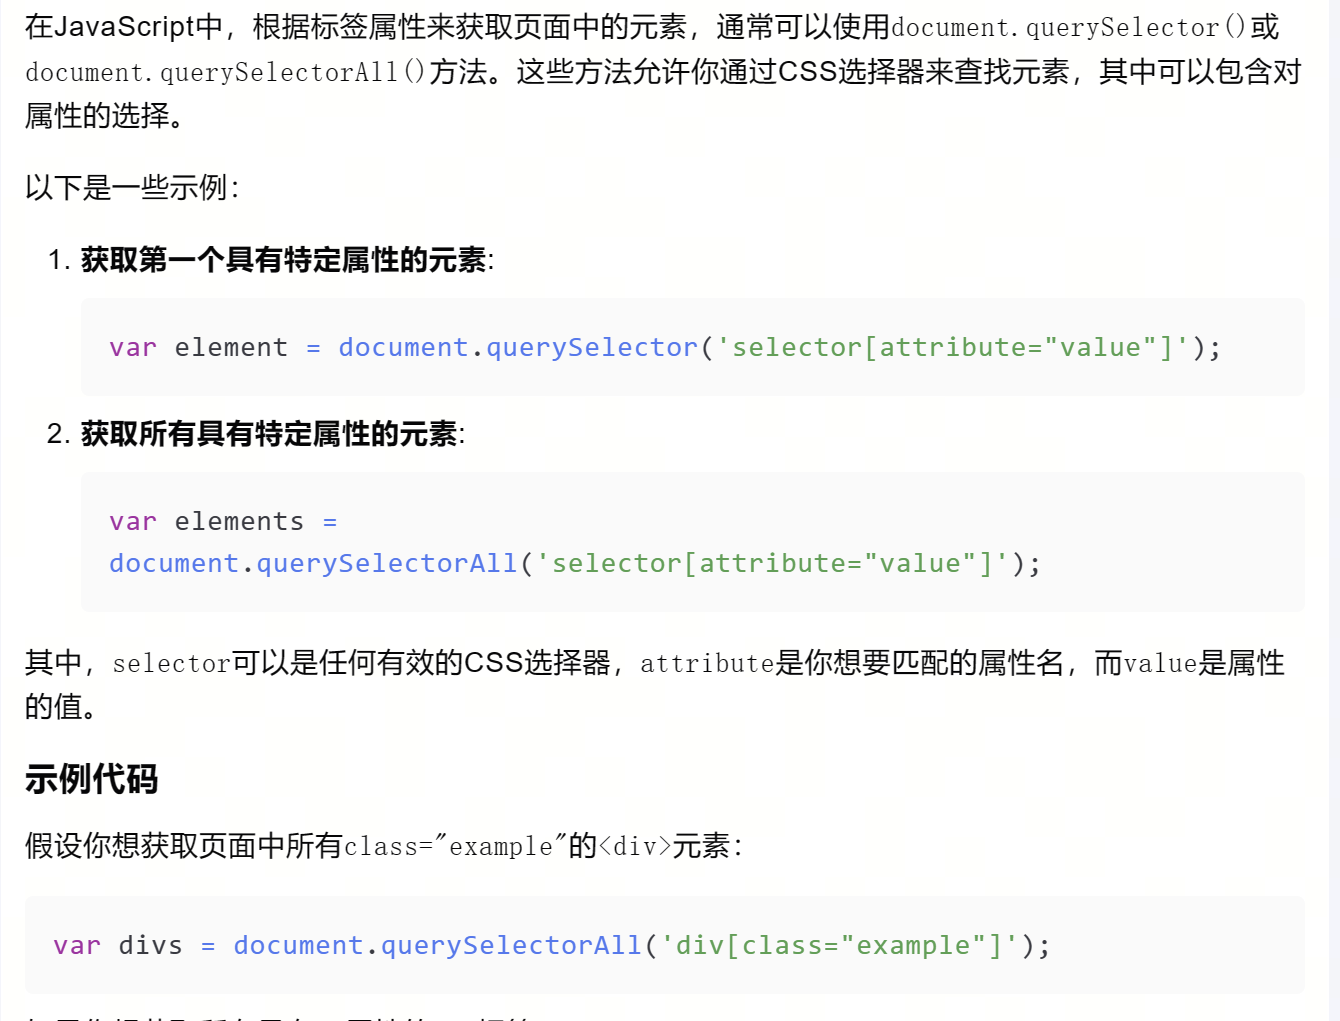 在JavaScript中，根据标签属性来获取页面中的元素，通常可以使用document.querySelector()或
document.querySelectorAll()方法。这些方法允许你通过CSS选择器来查找元素，其中可以包含对
属性的选择。
以下是一些示例：
1. 获取第一个具有特定属性的元素:
var element = document.querySelector('selector[attribute="value"]');
2. 获取所有具有特定属性的元素:
var elements =
document.querySelectorAll('selector[attribute="value"]');
其中，selector可以是任何有效的CSS选择器，attribute是你想要匹配的属性名，而value是属性
的值。
示例代码
假设你想获取页面中所有class="example"的<div>元素：
var divs = document.querySelectorAll('div[class="example"]');